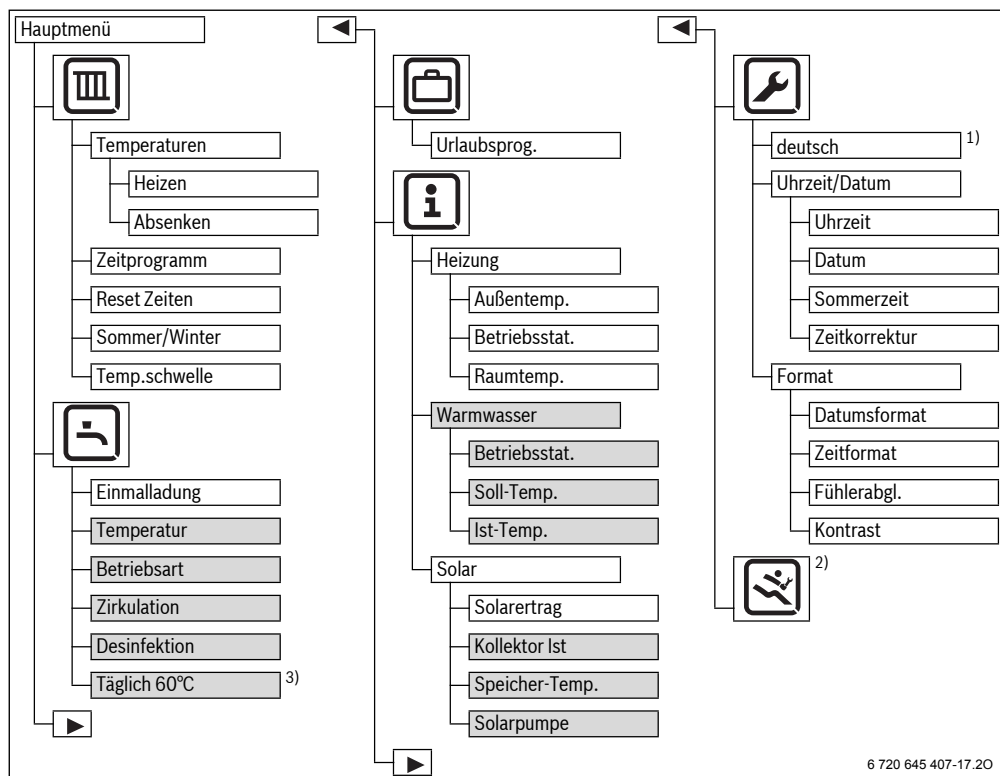 Hauptmenü
Temperaturen
Heizen
Absenken
Zeitprogramm
Reset Zeiten
Sommer/Winter
Temp.schwelle
Einmalladung
Temperatur
Betriebsart
Zirkulation
Desinfektion
Täglich 60°C 3)
Urlaubsprog.
Heizung
Außentemp.
Betriebsstat.
Raumtemp.
Warmwasser
Betriebsstat.
Soll-Temp.
Ist-Temp.
Solar
Solarertrag
Kollektor Ist
Speicher-Temp.
Solarpumpe
deutsch 1)
Uhrzeit/Datum
Uhrzeit
Datum
Sommerzeit
Zeitkorrektur
Format
Datumsformat
Zeitformat
Fühlerabgl.
Kontrast
2)
6 720 645 407-17.2O